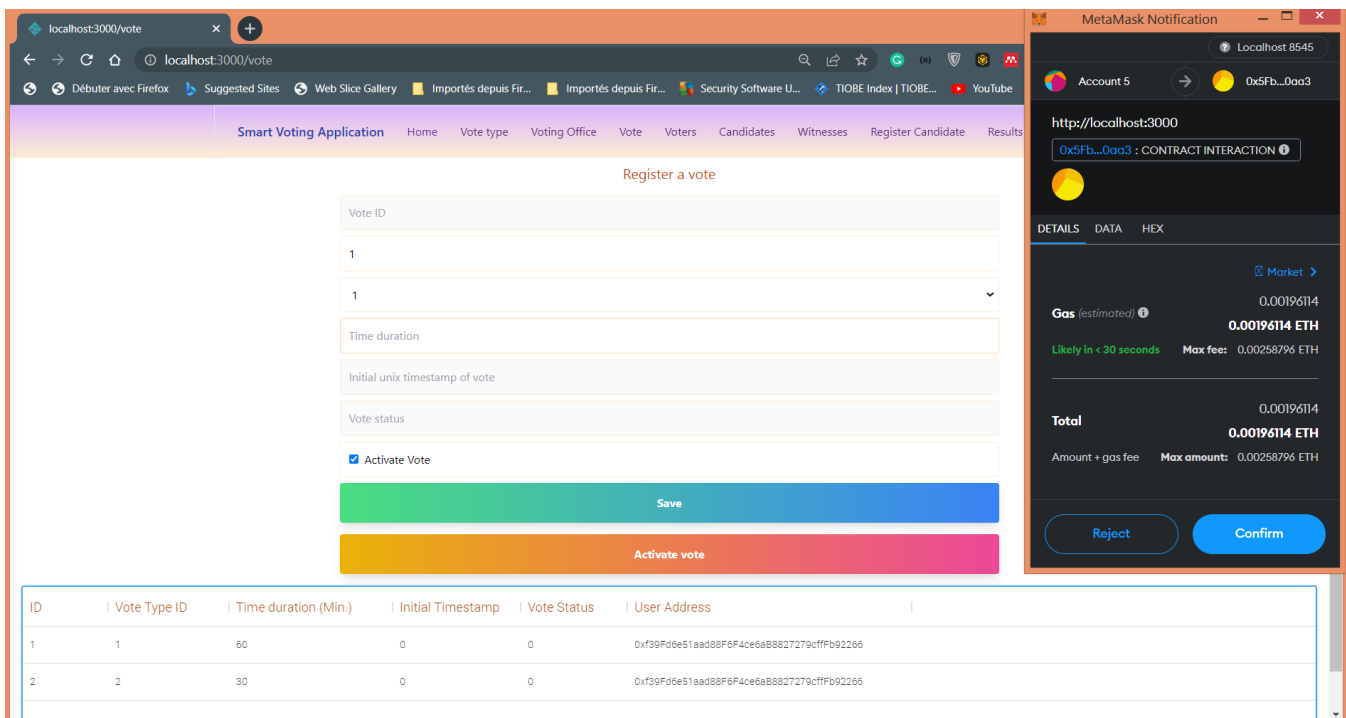 localhost:3000/vote
localhost:3000/vote
Débuter avec Firefox Suggested Sites Web Slice Gallery Importés depuis Fir... Importés depuis Fir... Security Software U... TIOBE Index | TIOBE... YouTube
Smart Voting Application Home Vote type Voting Office Vote Voters Candidates Witnesses Register Candidate Results
Register a vote
Vote ID
1
1
Time duration
Initial unix timestamp of vote
Vote status
Activate Vote
Save
Activate vote
ID Vote Type ID Time duration (Min.) Initial Timestamp Vote Status User Address
1 1 60 0 0 0xf39Fd6e51aad88F6F4ce6aB8827279cffFb92266
2 2 30 0 0 0xf39Fd6e51aad88F6F4ce6aB8827279cffFb92266
MetaMask Notification
Localhost 8545
Account 5 0x5Fb...0aa3
http://localhost:3000
0x5Fb...0aa3 : CONTRACT INTERACTION
DETAILS DATA HEX
Market
0.00196114
Gas (estimated) 0.00196114 ETH
Likely in < 30 seconds Max fee: 0.00258796 ETH
0.00196114
Total 0.00196114 ETH
Amount + gas fee Max amount: 0.00258796 ETH
Reject Confirm